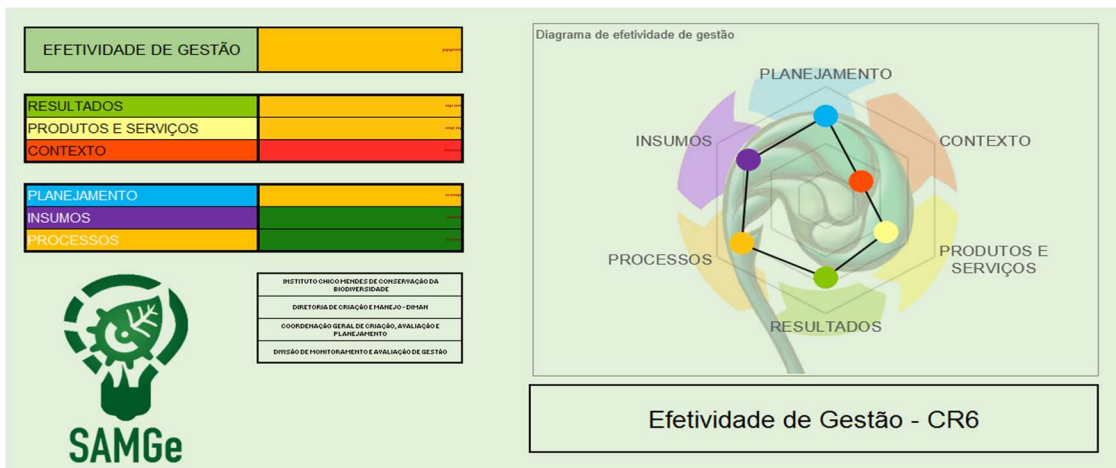 EFETIVIDADE DE GESTÃO
RESULTADOS
PRODUTOS E SERVIÇOS
CONTEXTO
PLANEJAMENTO
INSUMOS
PROCESSOS
SAMGe
INSTITUTO CHICO MENDES DE CONSERVAÇÃO DA
BIODIVERSIDADE
DIRETORIA DE CRIAÇÃO E MANEJO - DIMAN
COORDENAÇÃO GERAL DE CRIAÇÃO, AVALIAÇÃO E
PLANEJAMENTO
DIVISÃO DE MONITORAMENTO E AVALIAÇÃO DE GESTÃO
Diagrama de efetividade de gestão
PLANEJAMENTO
INSUMOS
CONTEXTO
PROCESSOS
PRODUTOS E
SERVIÇOS
RESULTADOS
Efetividade de Gestão - CR6